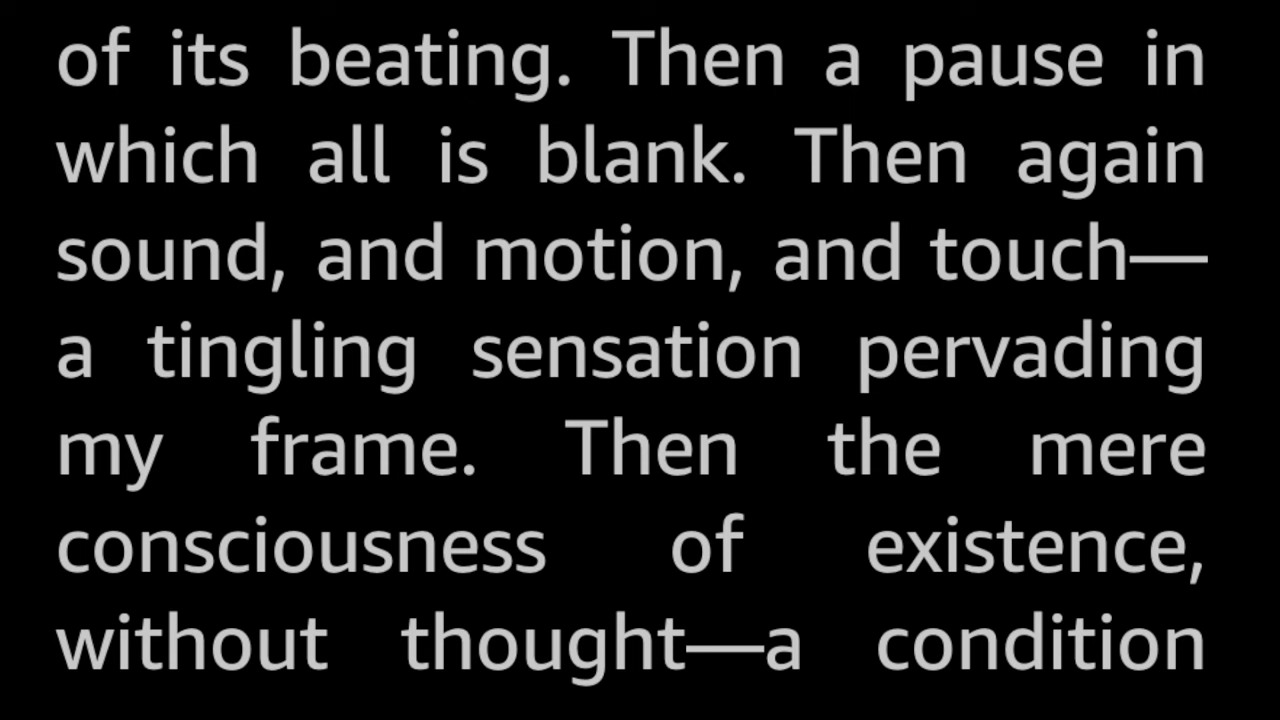 of its beating. Then a pause in
which all is blank. Then again
sound, and motion, and touch—
a tingling sensation pervading
my frame. Then the mere
consciousness of existence,
without thought—a condition